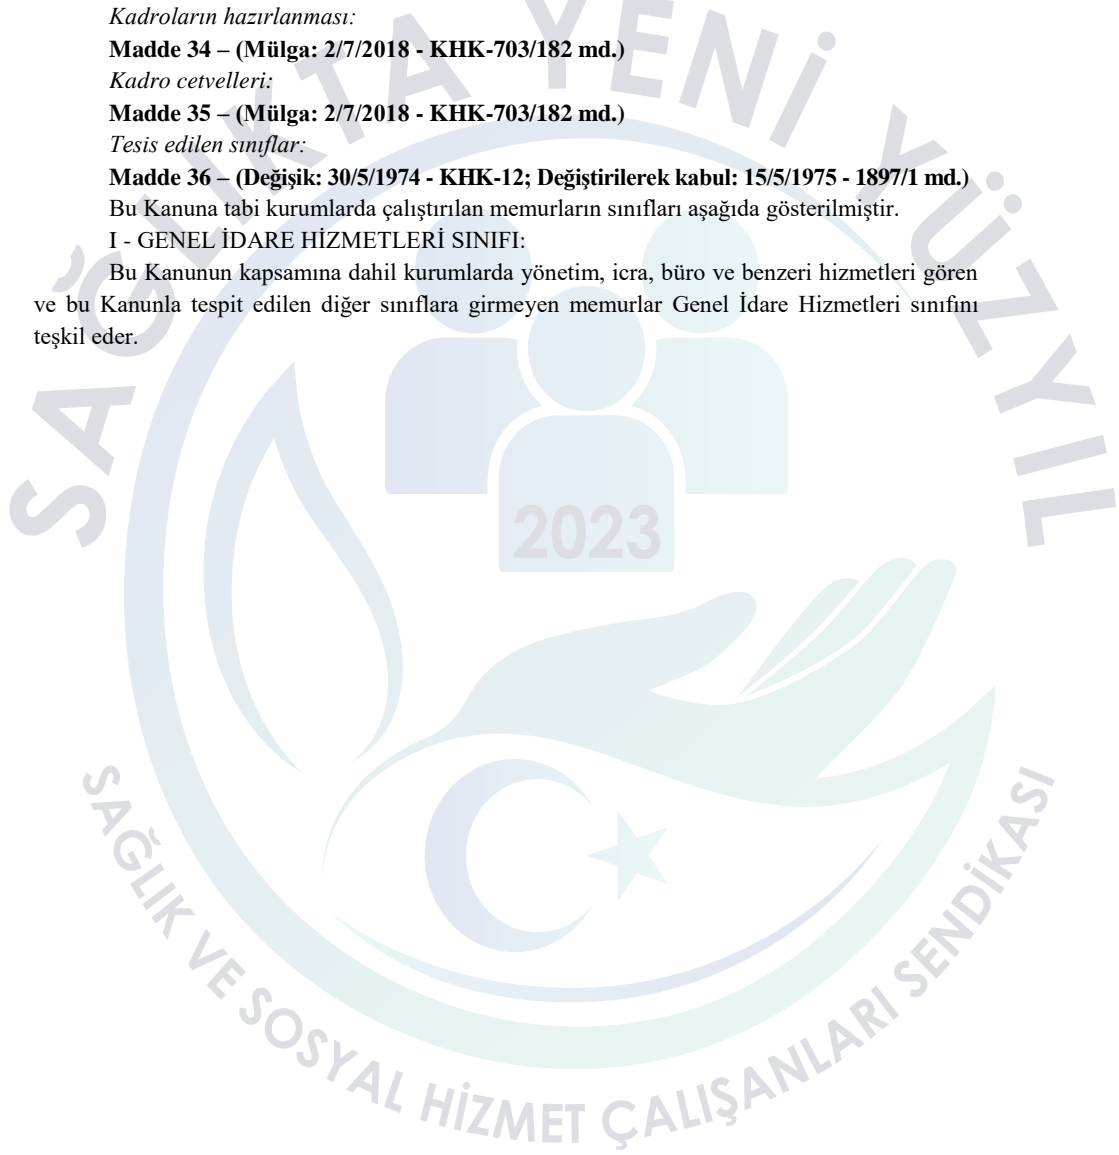 Kadroların hazırlanması:
Madde 34 – (Mülga: 2/7/2018 - KHK-703/182 md.)
Kadro cetvelleri:
Madde 35 – (Mülga: 2/7/2018 - KHK-703/182 md.)
Tesis edilen sınıflar:
Madde 36 – (Değişik: 30/5/1974 - KHK-12; Değiştirilerek kabul: 15/5/1975 - 1897/1 md.)
Bu Kanuna tabi kurumlarda çalıştırılan memurların sınıfları aşağıda gösterilmiştir.
I - GENEL İDARE HİZMETLERİ SINIFI:
Bu Kanunun kapsamına dahil kurumlarda yönetim, icra, büro ve benzeri hizmetleri gören
ve bu Kanunla tespit edilen diğer sınıflara girmeyen memurlar Genel İdare Hizmetleri sınıfını
teşkil eder.
SAĞLIKTA YENİ YÜZYIL
2023
SAĞLIK VE SOSYAL HİZMET ÇALIŞANLARI SENDİKASI